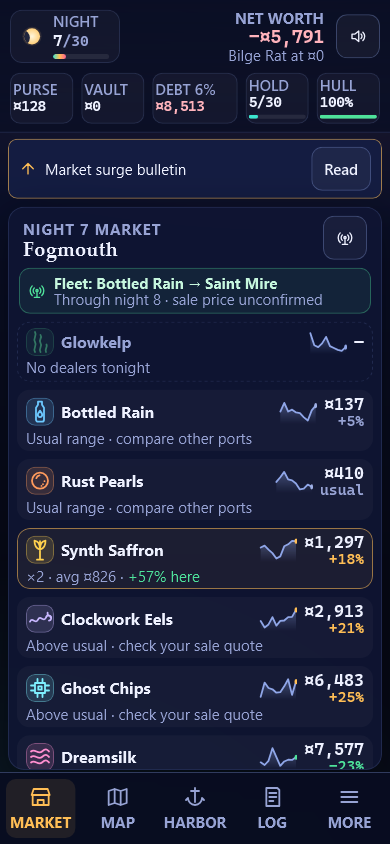 NIGHT
7/30
NET WORTH
−¤5,791
Bilge Rat at ¤0
PURSE
¤128
VAULT
¤0
DEBT 6%
¤8,513
HOLD
5/30
HULL
100%
Market surge bulletin
Read
NIGHT 7 MARKET
Fogmouth
Fleet: Bottled Rain → Saint Mire
Through night 8 · sale price unconfirmed
Glowkelp
–
No dealers tonight
Bottled Rain
¤137
+5%
Usual range · compare other ports
Rust Pearls
¤410
usual
Usual range · compare other ports
Synth Saffron
¤1,297
+18%
×2 · avg ¤826 · +57% here
Clockwork Eels
¤2,913
+21%
Above usual · check your sale quote
Ghost Chips
¤6,483
+25%
Above usual · check your sale quote
Dreamsilk
¤7,577
−23%
MARKET
MAP
HARBOR
LOG
MORE